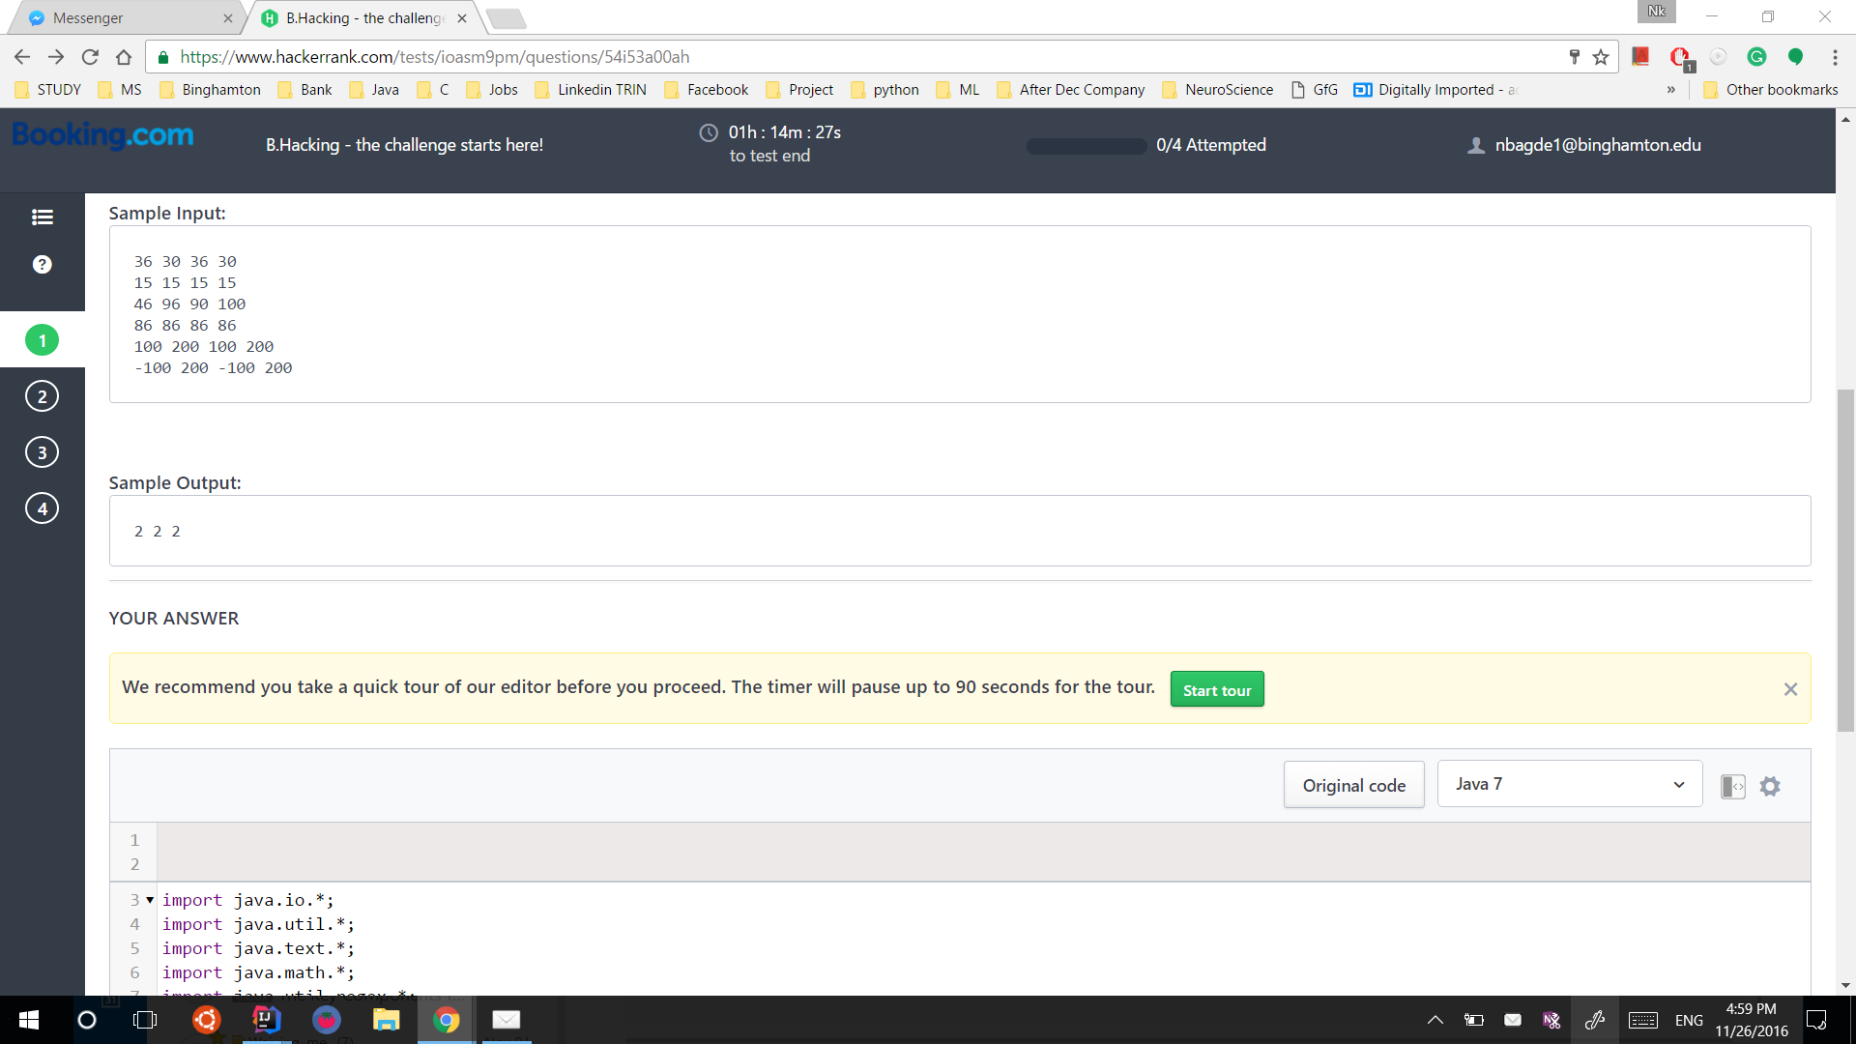 Messenger
B.Hacking - the challeng
Nk
https://www.hackerrank.com/tests/ioasm9pm/questions/54i53a00ah
1
STUDY MS Binghamton Bank Java C Jobs Linkedin TRIN Facebook Project python ML After Dec Company NeuroScience GfG Digitally Imported - » Other bookmarks
Booking.com
B.Hacking - the challenge starts here!
01h : 14m : 27s
to test end
0/4 Attempted
nbagde1@binghamton.edu
?
1
2
3
4
Sample Input:
36 30 36 30
15 15 15 15
46 96 90 100
86 86 86 86
100 200 100 200
-100 200 -100 200
Sample Output:
2 2 2
YOUR ANSWER
We recommend you take a quick tour of our editor before you proceed. The timer will pause up to 90 seconds for the tour. Start tour
Original code
Java 7
1
2
3 import java.io.*;
4 import java.util.*;
5 import java.text.*;
6 import java.math.*;
ENG
4:59 PM
11/26/2016